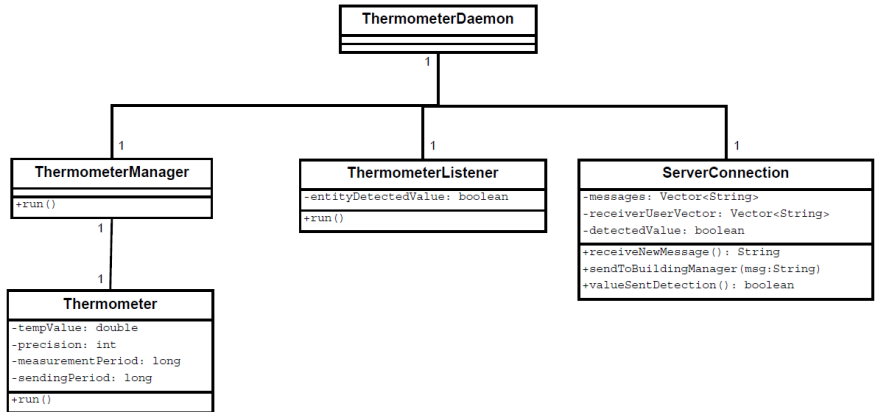 ThermometerDaemon
1
1
1
1
ThermometerManager
+run()
ThermometerListener
-entityDetectedValue: boolean
+run()
ServerConnection
-messages: Vector<String>
-receiverUserVector: Vector<String>
-detectedValue: boolean
+receiveNewMessage(): String
+sendToBuildingManager(msg:String)
+valueSentDetection(): boolean
1
1
Thermometer
-tempValue: double
-precision: int
-measurementPeriod: long
-sendingPeriod: long
+run()